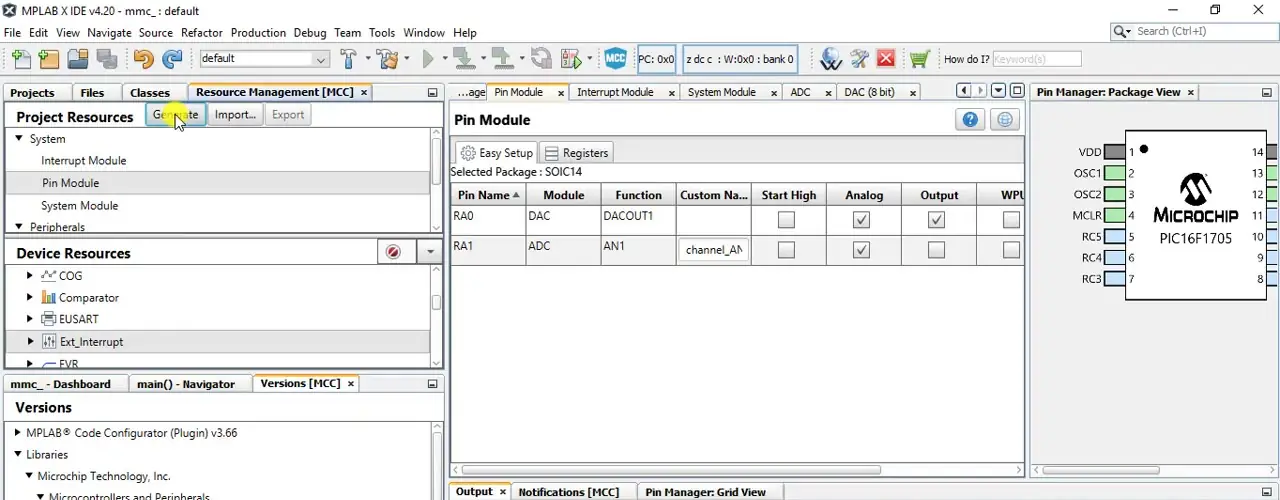 MPLAB X IDE v4.20 - mmc_ : default
File Edit View Navigate Source Refactor Production Debug Team Tools Window Help
Search (Ctrl+I)
default
MCC
PC: 0x0
z dc c : W:0x0 : bank 0
How do I? Keyword(s)
Projects Files Classes Resource Management [MCC] ×
Project Resources Generate Import... Export
System
Interrupt Module
Pin Module
System Module
Peripherals
Device Resources
COG
Comparator
EUSART
Ext_Interrupt
FVR
mmc_ - Dashboard main() - Navigator Versions [MCC] ×
Versions
MPLAB® Code Configurator (Plugin) v3.66
Libraries
Microchip Technology, Inc.
Microcontrollers and Peripherals
...age Pin Module × Interrupt Module × System Module × ADC × DAC (8 bit) ×
Pin Module
Easy Setup Registers
Selected Package : SOIC14
Pin Name Module Function Custom Na... Start High Analog Output WPU
RA0 DAC DACOUT1
RA1 ADC AN1 channel_AN
Output × Notifications [MCC] Pin Manager: Grid View
Pin Manager: Package View ×
VDD 1 14
OSC1 2 13
OSC2 3 12
MCLR 4 11
RC5 5 10
RC4 6 9
RC3 7 8
MICROCHIP
PIC16F1705